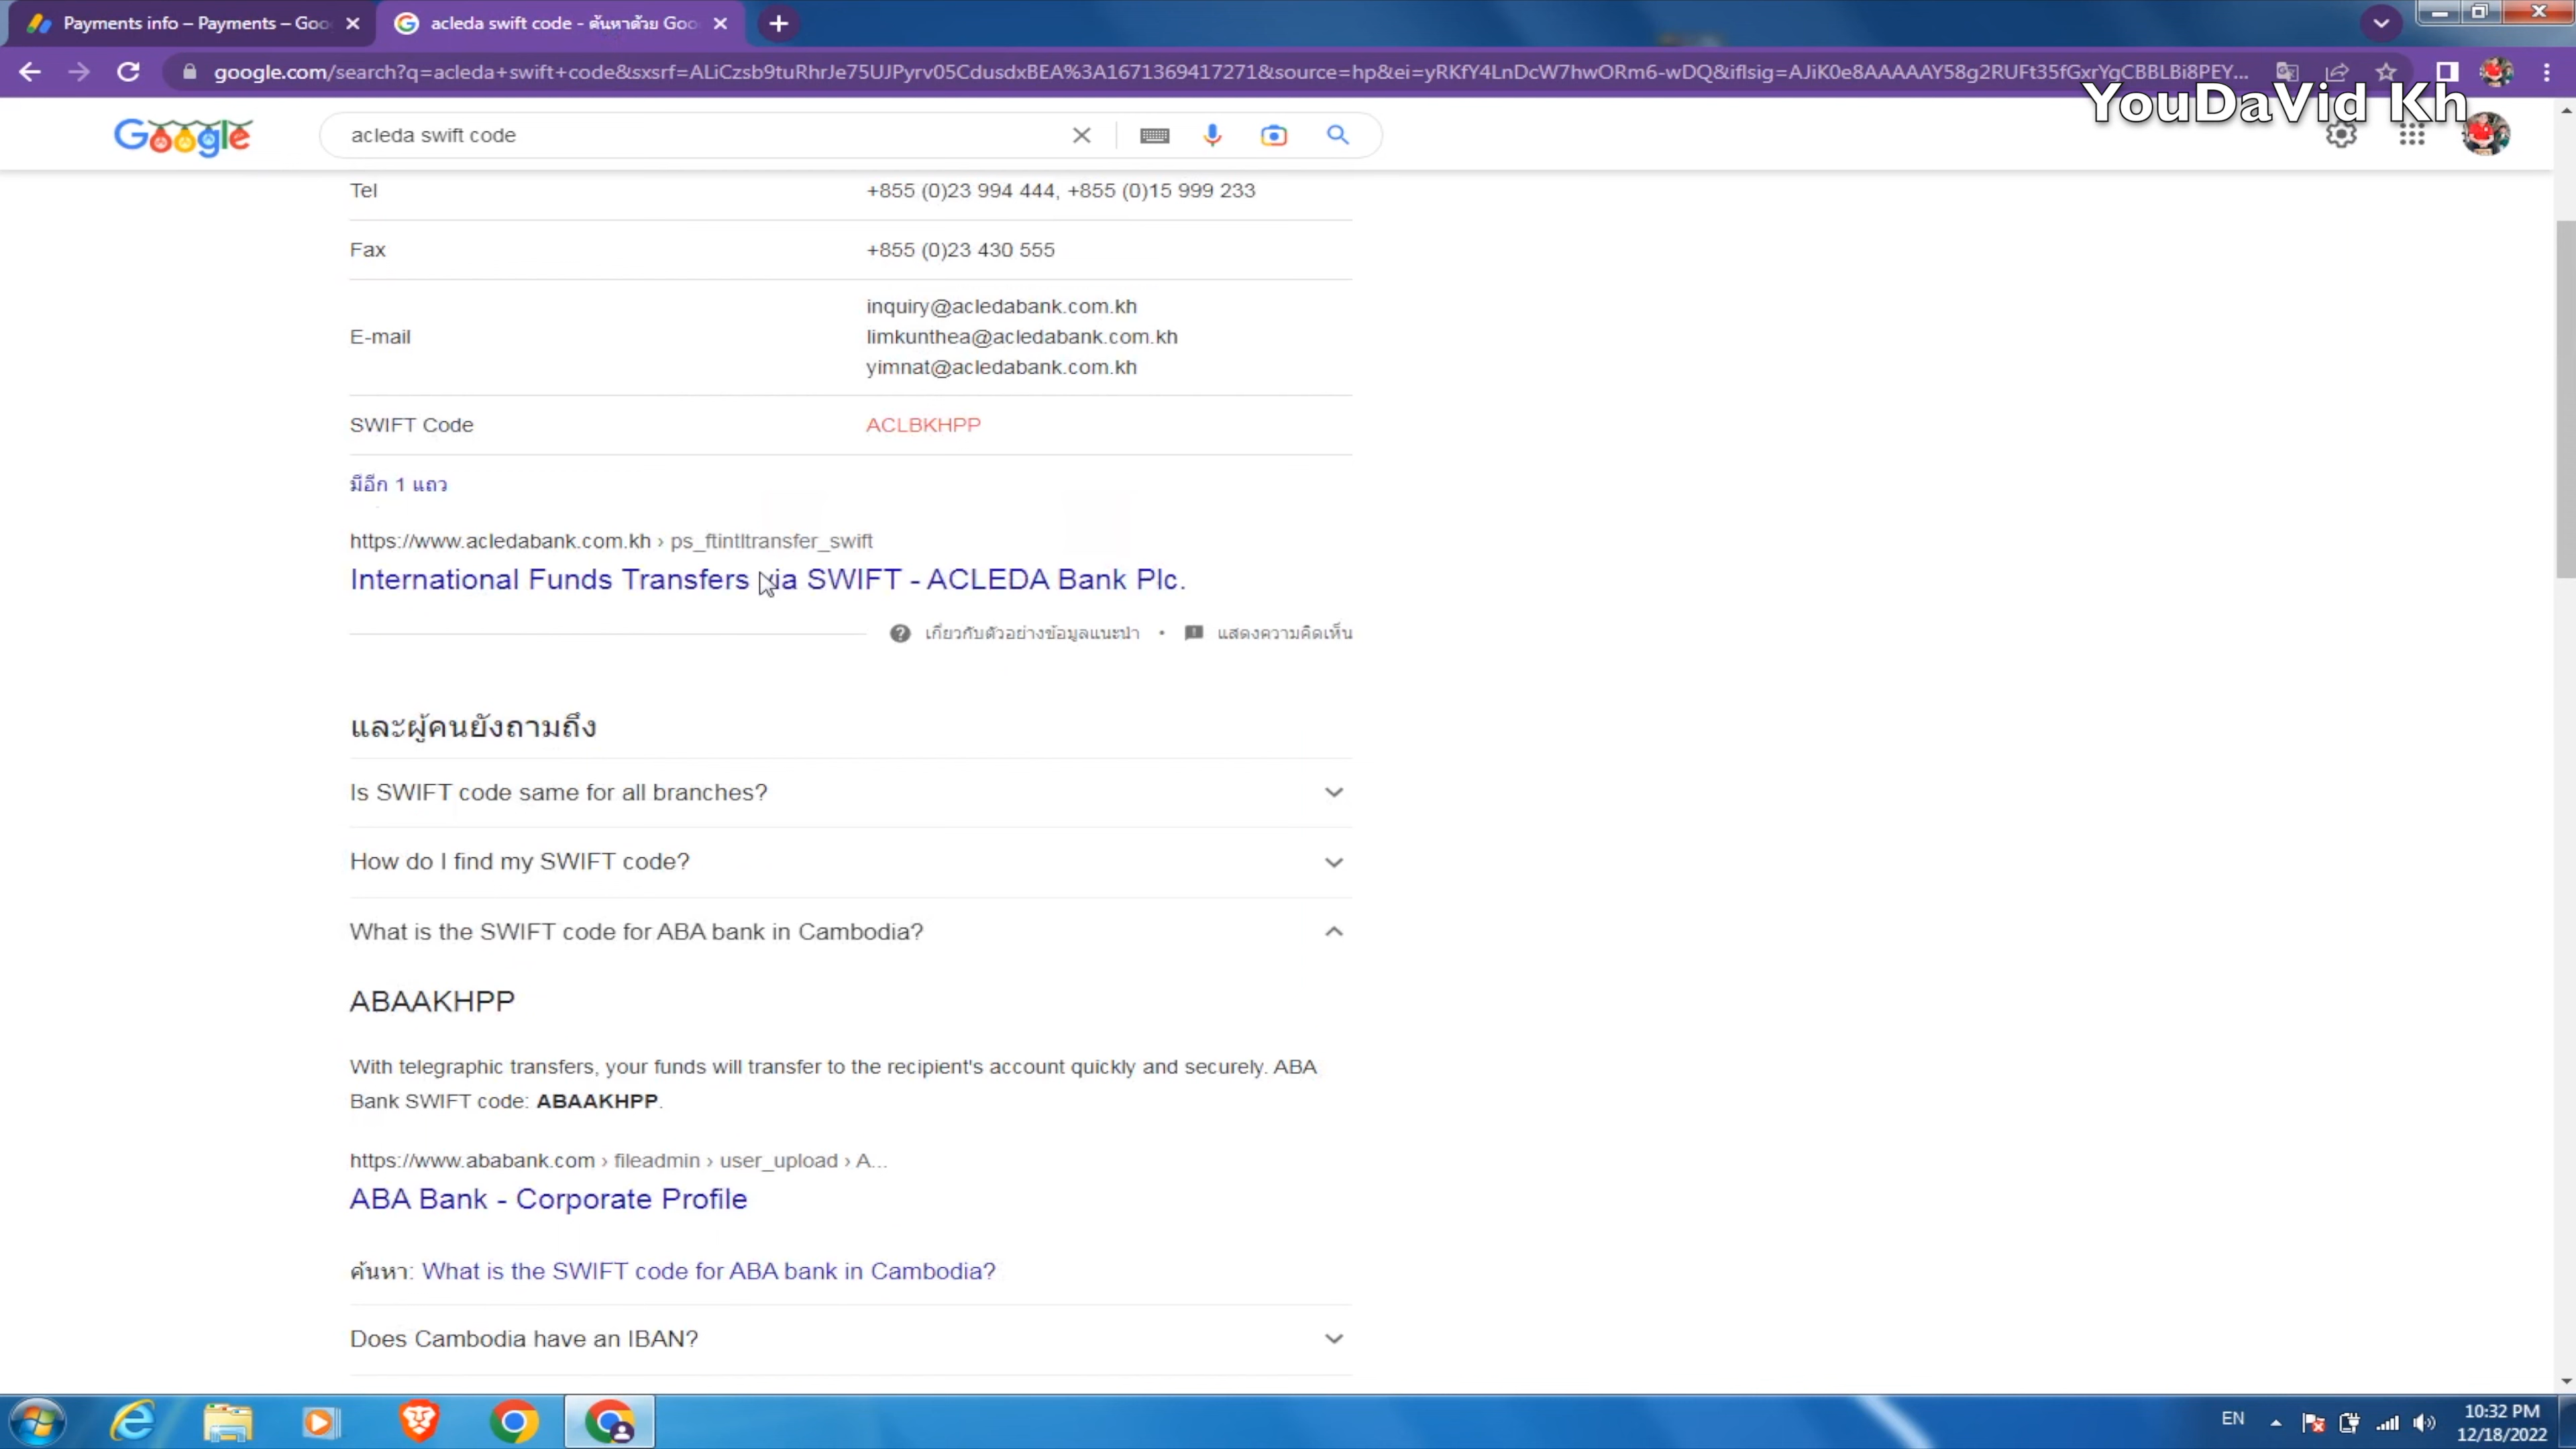 Payments info – Payments – Goo
acleda swift code - ค้นหาด้วย Goo
google.com/search?q=acleda+swift+code&sxsrf=ALiCzsb9tuRhrJe75UJPyrv05CdusdxBEA%3A1671369417271&source=hp&ei=yRKfY4LnDcW7hwORm6-wDQ&iflsig=AJiK0e8AAAAAY58g2RUFt35fGxrYgCBBLBi8PEY...
YouDaVid Kh
Google
acleda swift code
Tel +855 (0)23 994 444, +855 (0)15 999 233
Fax +855 (0)23 430 555
inquiry@acledabank.com.kh
E-mail limkunthea@acledabank.com.kh
yimnat@acledabank.com.kh
SWIFT Code ACLBKHPP
มีอีก 1 แถว
https://www.acledabank.com.kh › ps_ftintltransfer_swift
International Funds Transfers via SWIFT - ACLEDA Bank Plc.
เกี่ยวกับตัวอย่างข้อมูลแนะนำ • แสดงความคิดเห็น
และผู้คนยังถามถึง
Is SWIFT code same for all branches?
How do I find my SWIFT code?
What is the SWIFT code for ABA bank in Cambodia?
ABAAKHPP
With telegraphic transfers, your funds will transfer to the recipient's account quickly and securely. ABA
Bank SWIFT code: ABAAKHPP.
https://www.ababank.com › fileadmin › user_upload › A...
ABA Bank - Corporate Profile
ค้นหา: What is the SWIFT code for ABA bank in Cambodia?
Does Cambodia have an IBAN?
EN
10:32 PM
12/18/2022